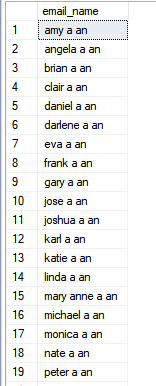 email_name
1 amy a an
2 angela a an
3 brian a an
4 clair a an
5 daniel a an
6 darlene a an
7 eva a an
8 frank a an
9 gary a an
10 jose a an
11 joshua a an
12 karl a an
13 katie a an
14 linda a an
15 mary anne a an
16 michael a an
17 monica a an
18 nate a an
19 peter a an